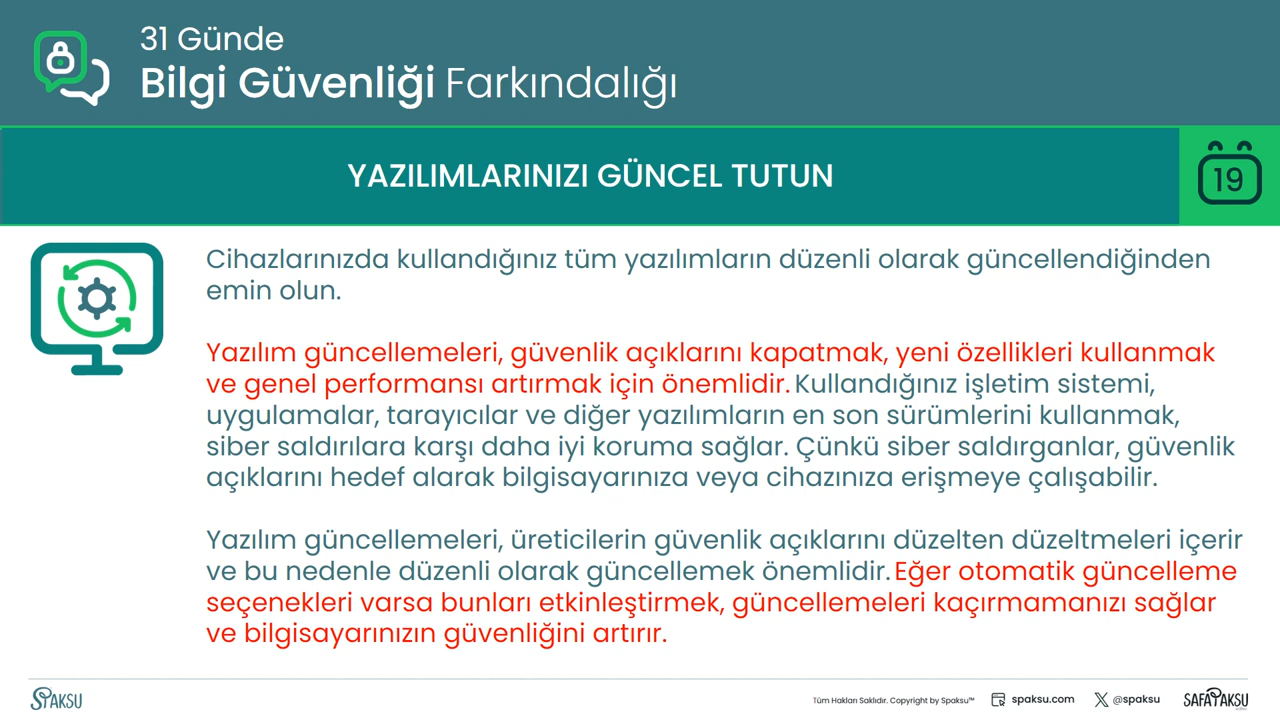 31 Günde
Bilgi Güvenliği Farkındalığı
YAZILIMLARINIZI GÜNCEL TUTUN
19
Cihazlarınızda kullandığınız tüm yazılımların düzenli olarak güncellendiğinden
emin olun.
Yazılım güncellemeleri, güvenlik açıklarını kapatmak, yeni özellikleri kullanmak
ve genel performansı artırmak için önemlidir. Kullandığınız işletim sistemi,
uygulamalar, tarayıcılar ve diğer yazılımların en son sürümlerini kullanmak,
siber saldırılara karşı daha iyi koruma sağlar. Çünkü siber saldırganlar, güvenlik
açıklarını hedef alarak bilgisayarınıza veya cihazınıza erişmeye çalışabilir.
Yazılım güncellemeleri, üreticilerin güvenlik açıklarını düzelten düzeltmeleri içerir
ve bu nedenle düzenli olarak güncellemek önemlidir. Eğer otomatik güncelleme
seçenekleri varsa bunları etkinleştirmek, güncellemeleri kaçırmamanızı sağlar
ve bilgisayarınızın güvenliğini artırır.
SPAKSU
Tüm Hakları Saklıdır. Copyright by Spaksu™
spaksu.com
@spaksu
SAFAPAKSU